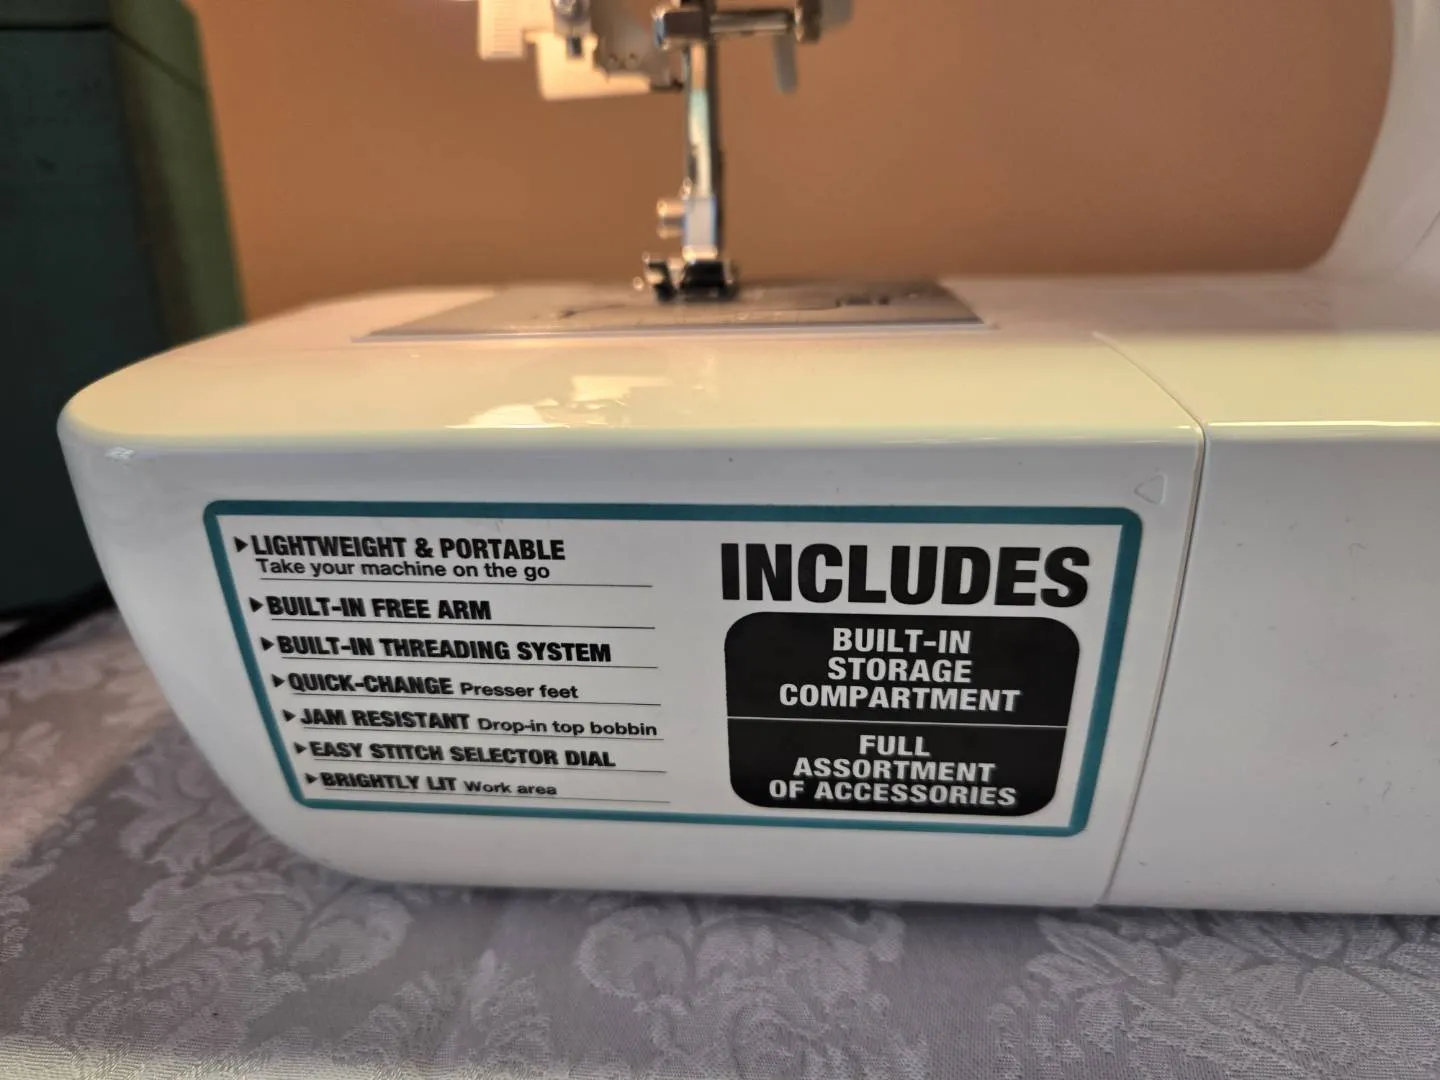 LIGHTWEIGHT & PORTABLE
Take your machine on the go
BUILT-IN FREE ARM
BUILT-IN THREADING SYSTEM
QUICK-CHANGE Presser feet
JAM RESISTANT Drop-in top bobbin
EASY STITCH SELECTOR DIAL
BRIGHTLY LIT Work area
INCLUDES
BUILT-IN
STORAGE
COMPARTMENT
FULL
ASSORTMENT
OF ACCESSORIES